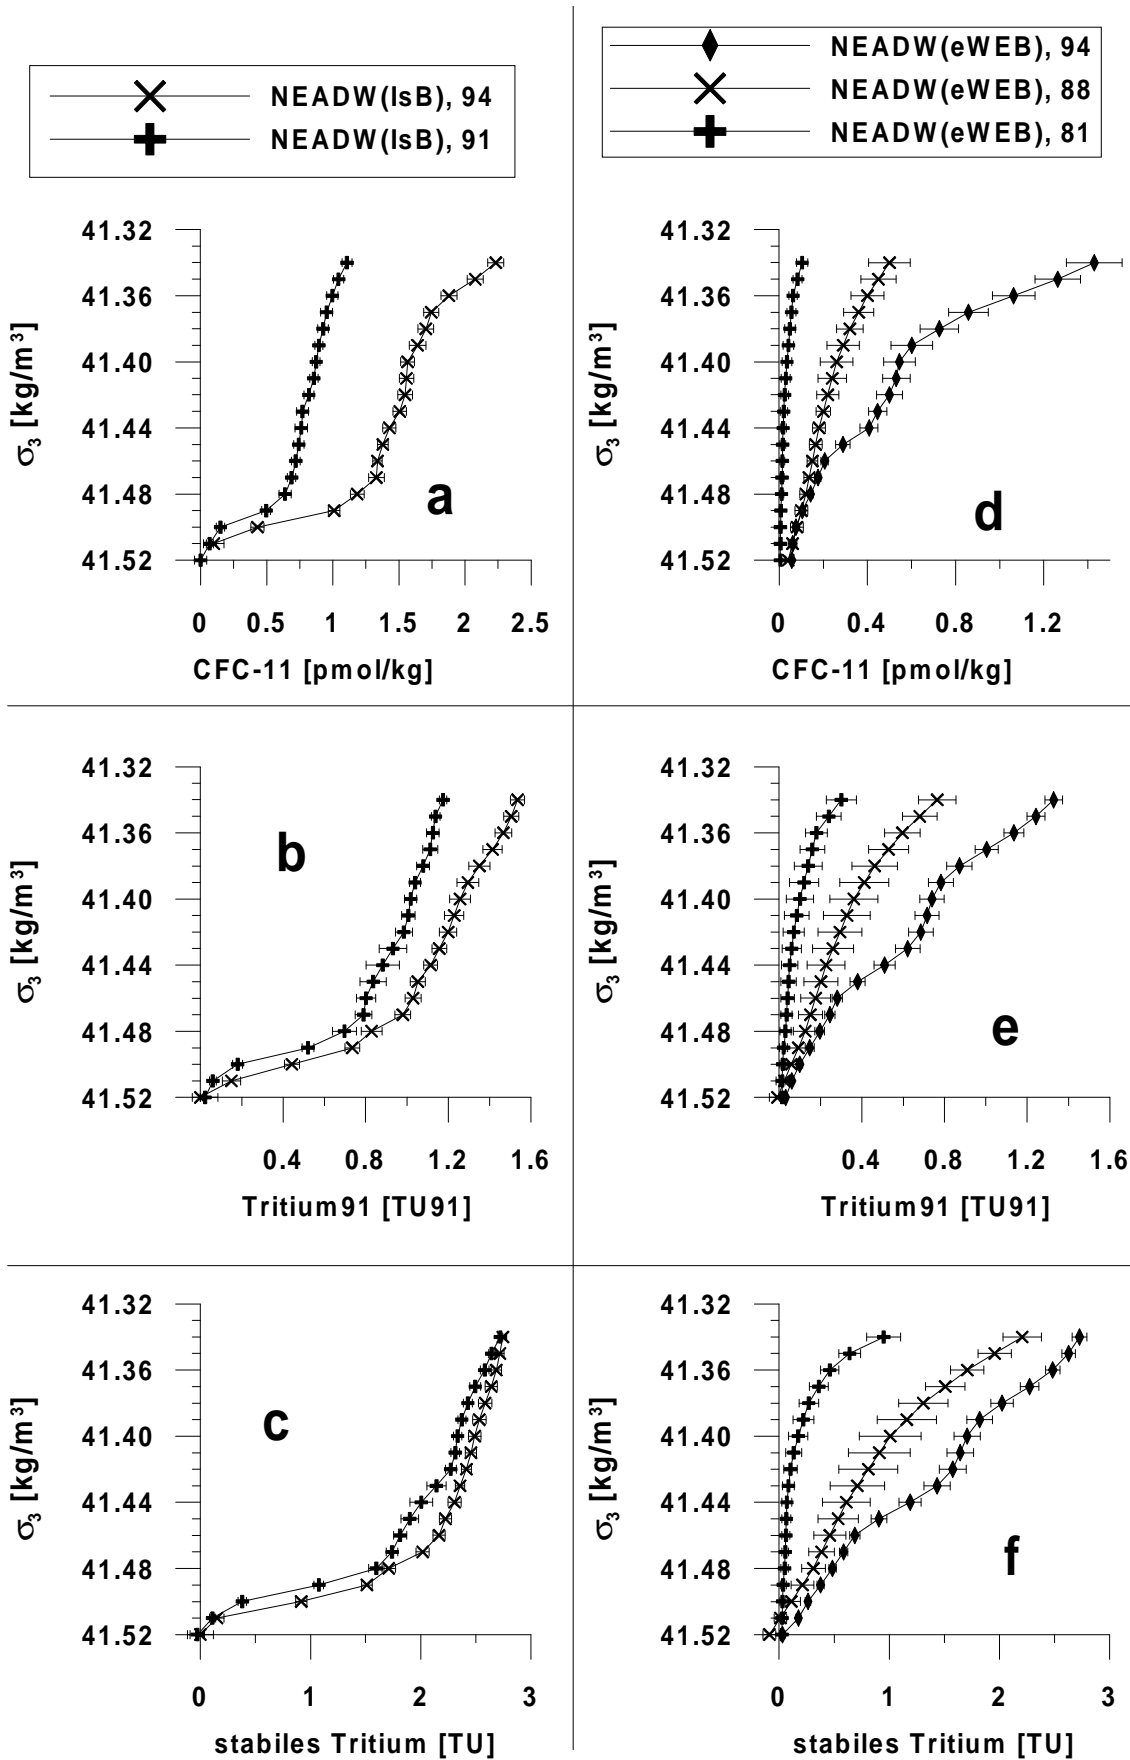 NEADW(IsB), 94
NEADW(IsB), 91
NEADW(eWEB), 94
NEADW(eWEB), 88
NEADW(eWEB), 81
41.32
41.36
41.40
41.44
41.48
41.52
σ3 [kg/m³]
a
0 0.5 1 1.5 2 2.5
CFC-11 [pmol/kg]
41.32
41.36
41.40
41.44
41.48
41.52
σ3 [kg/m³]
d
0 0.4 0.8 1.2
CFC-11 [pmol/kg]
41.32
41.36
41.40
41.44
41.48
41.52
σ3 [kg/m³]
b
0.4 0.8 1.2 1.6
Tritium91 [TU91]
41.32
41.36
41.40
41.44
41.48
41.52
σ3 [kg/m³]
e
0.4 0.8 1.2 1.6
Tritium91 [TU91]
41.32
41.36
41.40
41.44
41.48
41.52
σ3 [kg/m³]
c
0 1 2 3
stabiles Tritium [TU]
41.32
41.36
41.40
41.44
41.48
41.52
σ3 [kg/m³]
f
0 1 2 3
stabiles Tritium [TU]